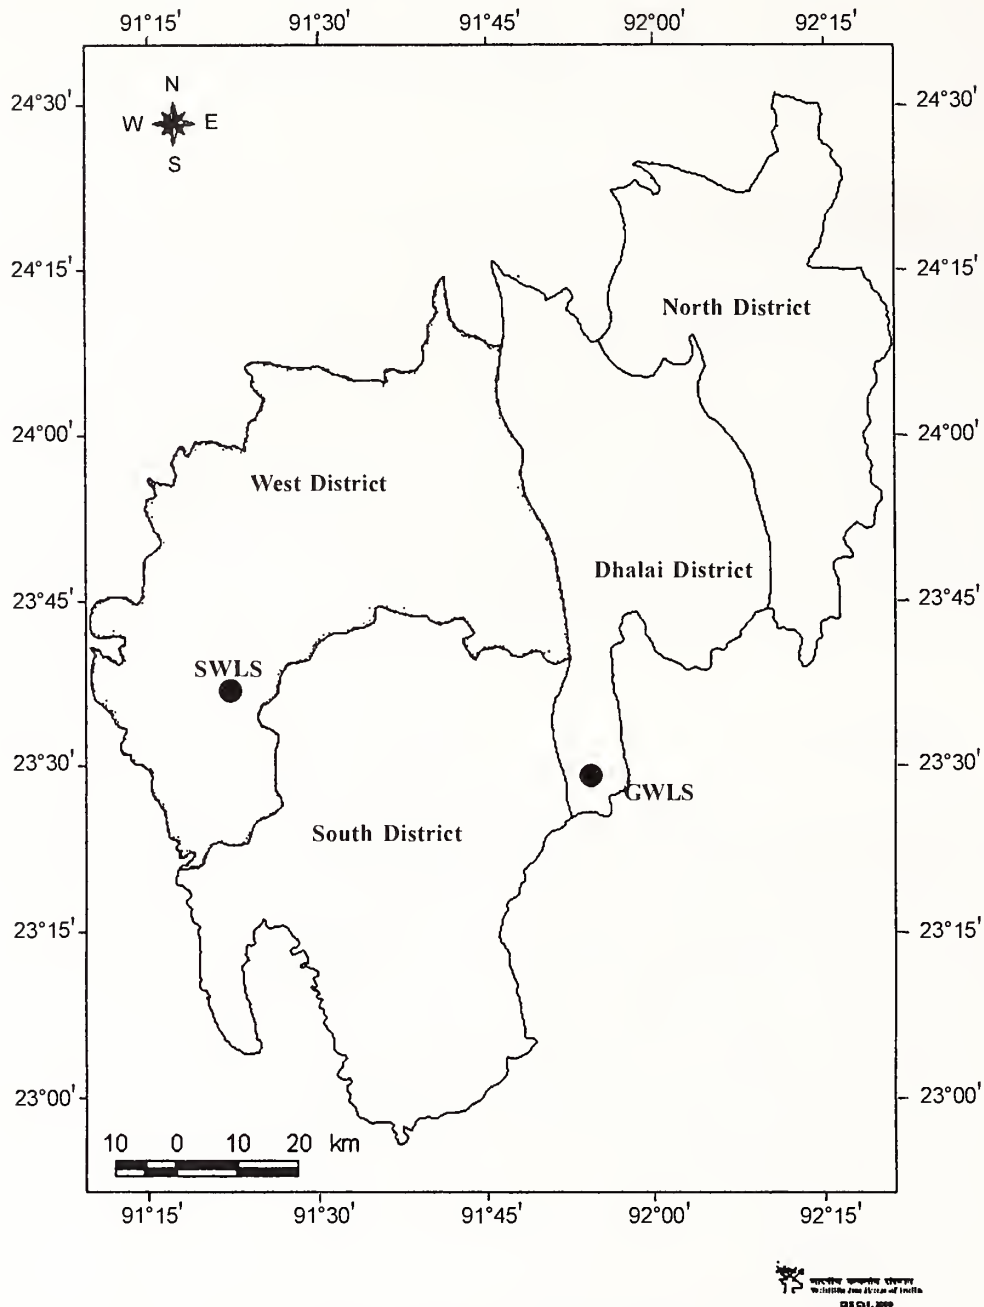 91°15' 91°30' 91°45' 92°00' 92°15'
N
24°30' W E 24°30'
S
24°15' 24°15'
North District
24°00' 24°00'
West District
Dhalai District
23°45' 23°45'
SWLS
23°30' 23°30'
GWLS
South District
23°15' 23°15'
23°00' 23°00'
10 0 10 20 km
91°15' 91°30' 91°45' 92°00' 92°15'